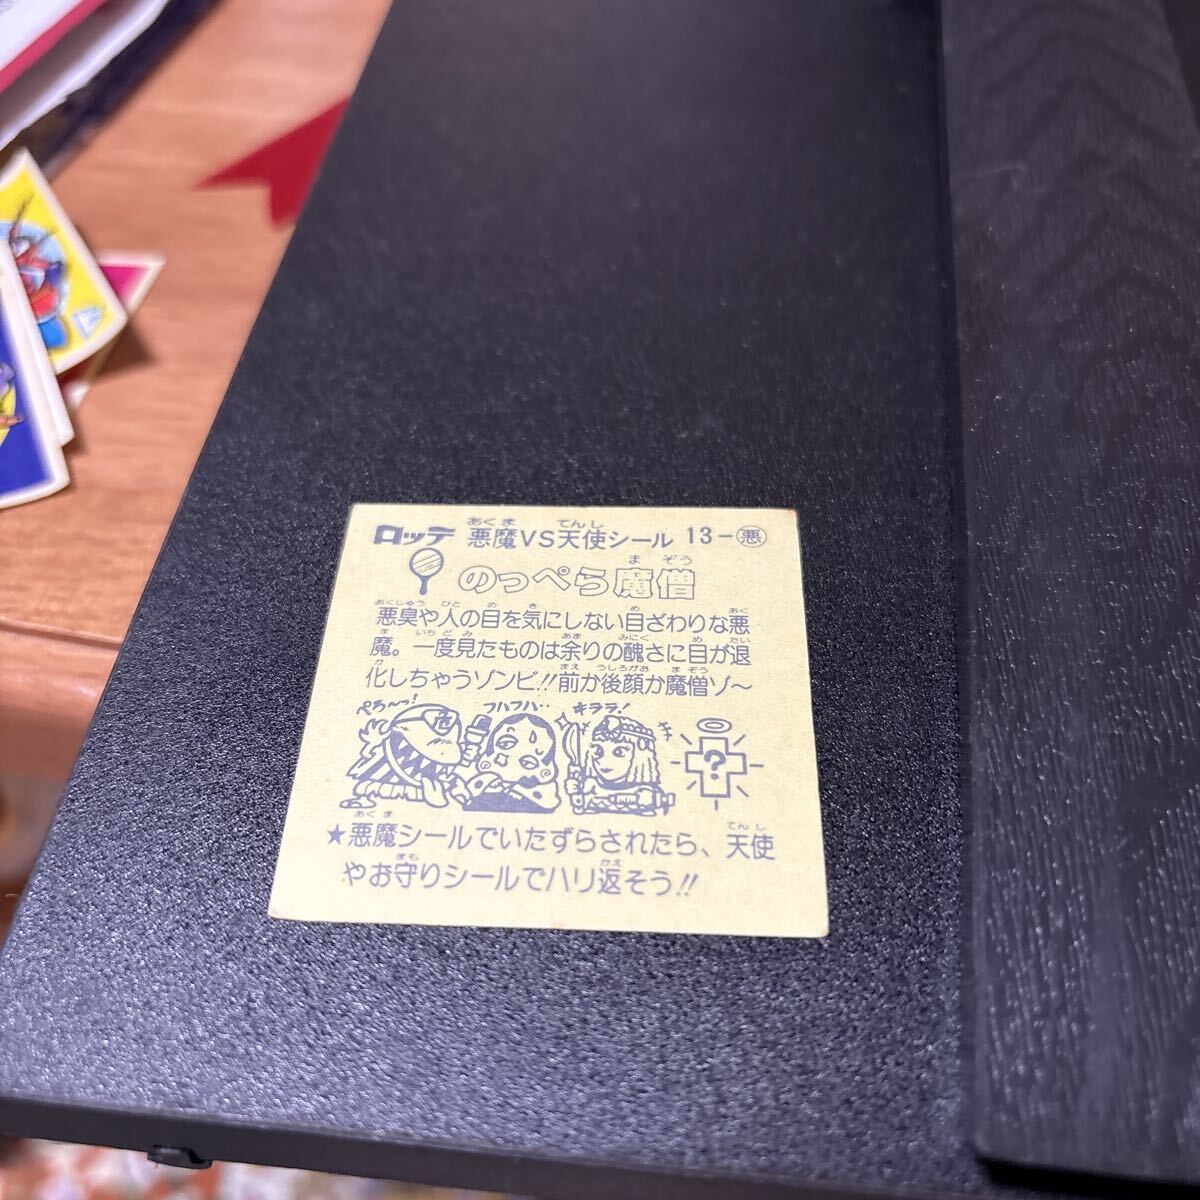 ロッテ 悪魔VS天使シール 13-悪
のっぺら魔僧
悪臭や人の目を気にしない目ざわりな悪
魔。一度見たものは余りの醜さに目が退
化しちゃうゾンビ!!前か後顔か魔僧ゾ〜
フハフハ‥
キララ!
?
★悪魔シールでいたずらされたら、天使
やお守りシールでハリ返そう!!